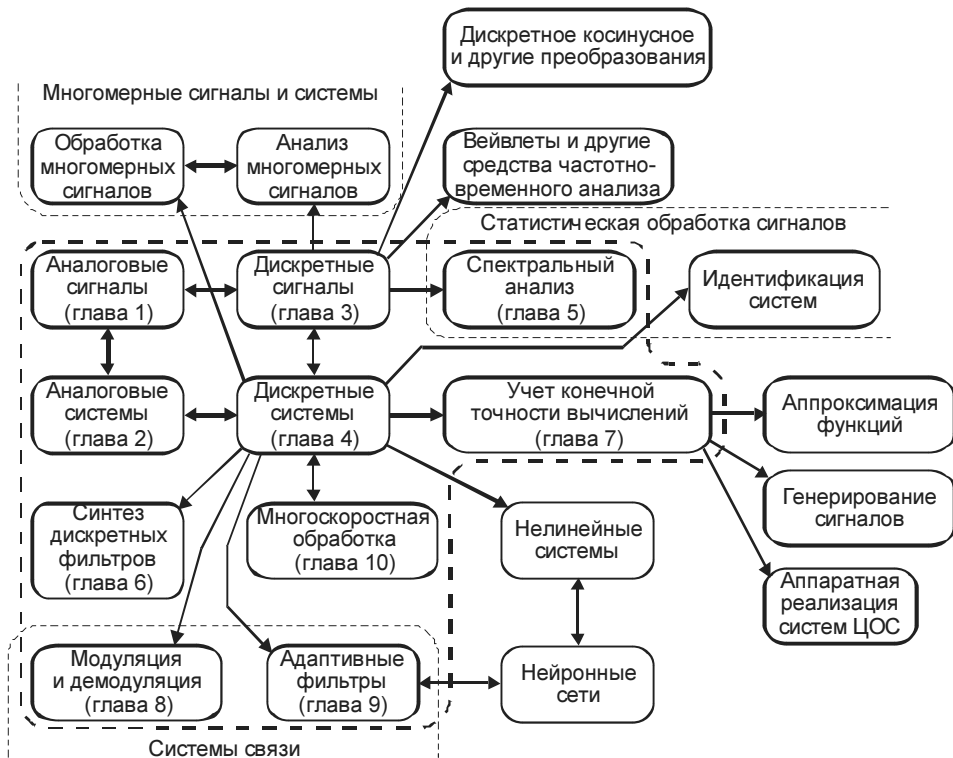 Дискретное косинусное
и другие преобразования
Многомерные сигналы и системы
Обработка
многомерных
сигналов
Анализ
многомерных
сигналов
Вейвлеты и другие
средства частотно-
временного анализа
Статистическая обработка сигналов
Аналоговые
сигналы
(глава 1)
Дискретные
сигналы
(глава 3)
Спектральный
анализ
(глава 5)
Идентификация
систем
Аналоговые
системы
(глава 2)
Дискретные
системы
(глава 4)
Учет конечной
точности вычислений
(глава 7)
Аппроксимация
функций
Синтез
дискретных
фильтров
(глава 6)
Многоскоростная
обработка
(глава 10)
Нелинейные
системы
Генерирование
сигналов
Аппаратная
реализация
систем ЦОС
Модуляция
и демодуляция
(глава 8)
Адаптивные
фильтры
(глава 9)
Нейронные
сети
Системы связи